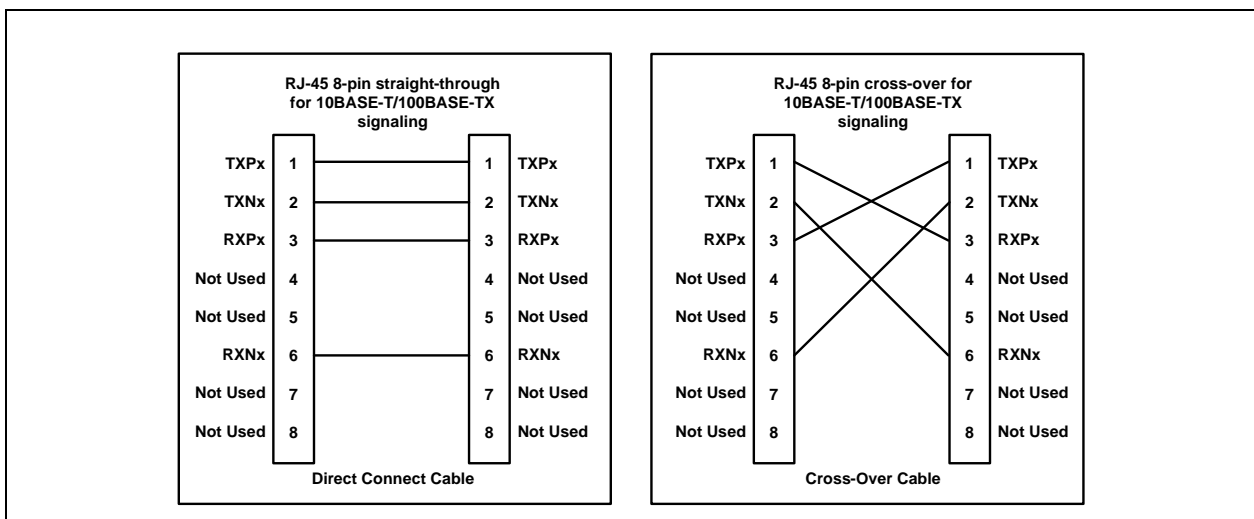 RJ-45 8-pin straight-through
for 10BASE-T/100BASE-TX
signaling
TXPx 1 1 TXPx
TXNx 2 2 TXNx
RXPx 3 3 RXPx
Not Used 4 4 Not Used
Not Used 5 5 Not Used
RXNx 6 6 RXNx
Not Used 7 7 Not Used
Not Used 8 8 Not Used
Direct Connect Cable
RJ-45 8-pin cross-over for
10BASE-T/100BASE-TX
signaling
TXPx 1 1 TXPx
TXNx 2 2 TXNx
RXPx 3 3 RXPx
Not Used 4 4 Not Used
Not Used 5 5 Not Used
RXNx 6 6 RXNx
Not Used 7 7 Not Used
Not Used 8 8 Not Used
Cross-Over Cable